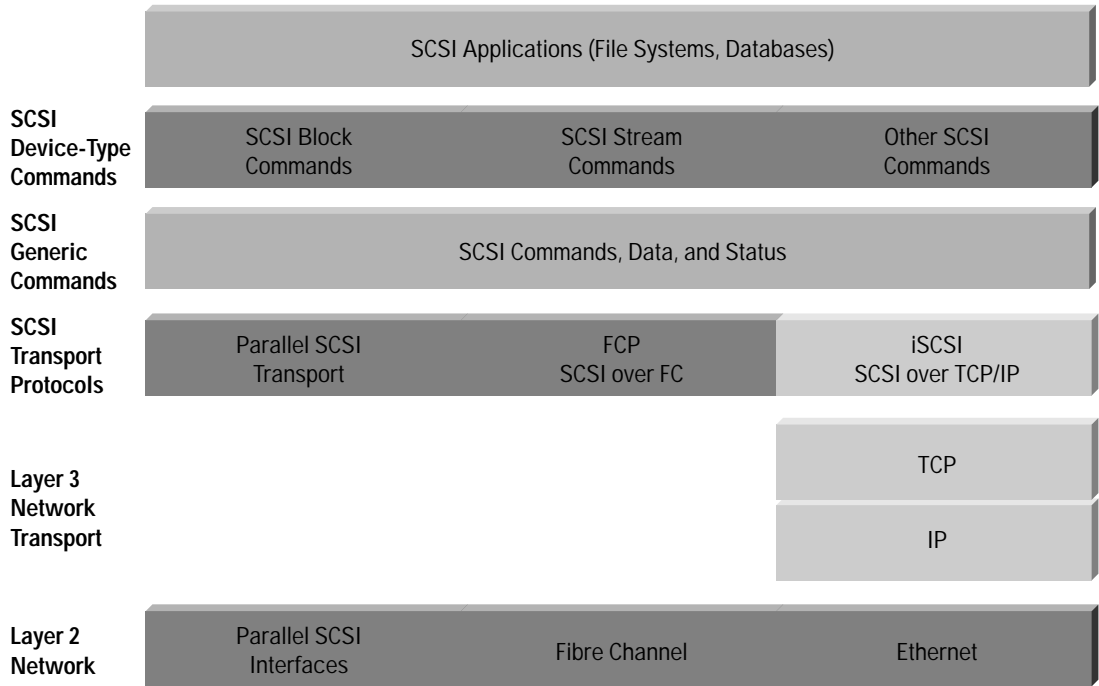 SCSI Applications (File Systems, Databases)
SCSI
Device-Type
Commands
SCSI Block
Commands
SCSI Stream
Commands
Other SCSI
Commands
SCSI
Generic
Commands
SCSI Commands, Data, and Status
SCSI
Transport
Protocols
Parallel SCSI
Transport
FCP
SCSI over FC
iSCSI
SCSI over TCP/IP
Layer 3
Network
Transport
TCP
IP
Layer 2
Network
Parallel SCSI
Interfaces
Fibre Channel
Ethernet